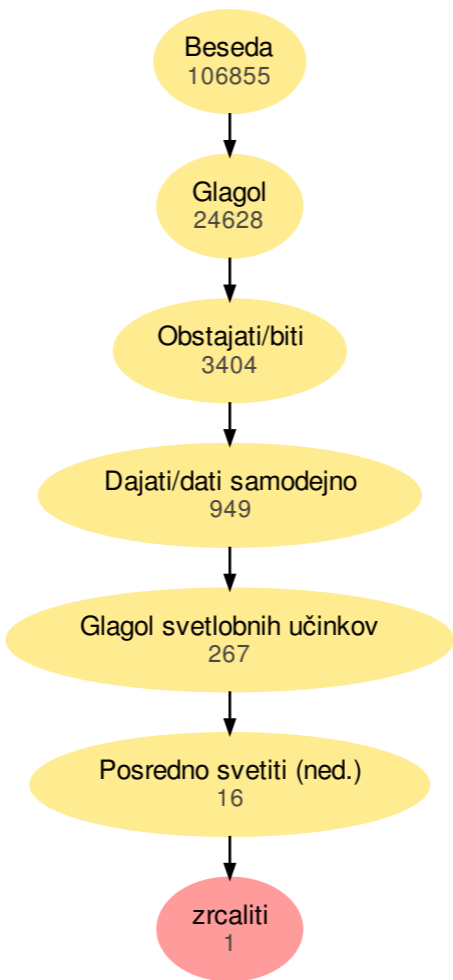 Beseda
106855
Glagol
24628
Obstajati/biti
3404
Dajati/dati samodejno
949
Glagol svetlobnih učinkov
267
Posredno svetiti (ned.)
16
zrcaliti
1